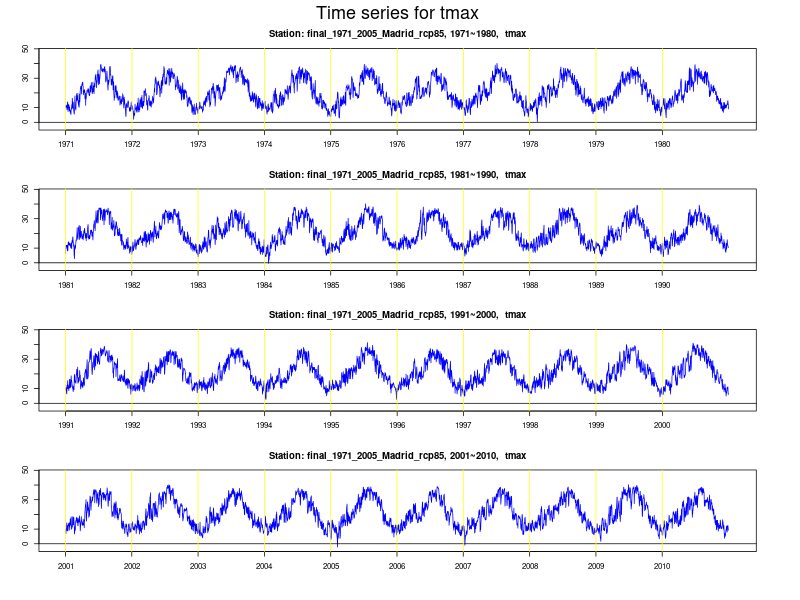 Time series for tmax
Station: final_1971_2005_Madrid_rcp85, 1971~1980, tmax
50
30
10
0
1971 1972 1973 1974 1975 1976 1977 1978 1979 1980
Station: final_1971_2005_Madrid_rcp85, 1981~1990, tmax
50
30
10
0
1981 1982 1983 1984 1985 1986 1987 1988 1989 1990
Station: final_1971_2005_Madrid_rcp85, 1991~2000, tmax
50
30
10
0
1991 1992 1993 1994 1995 1996 1997 1998 1999 2000
Station: final_1971_2005_Madrid_rcp85, 2001~2010, tmax
50
30
10
0
2001 2002 2003 2004 2005 2006 2007 2008 2009 2010